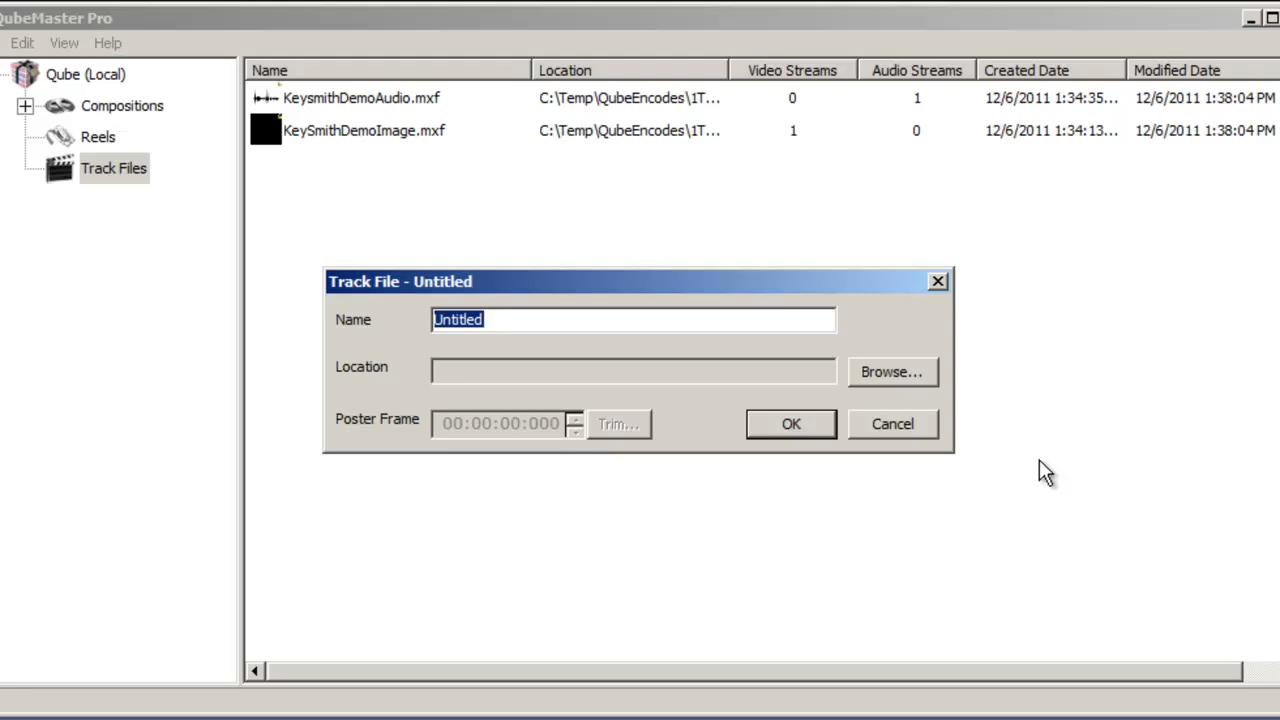 QubeMaster Pro
Edit View Help
Qube (Local)
Compositions
Reels
Track Files
Name Location Video Streams Audio Streams Created Date Modified Date
KeysmithDemoAudio.mxf C:\Temp\QubeEncodes\1T... 0 1 12/6/2011 1:34:35... 12/6/2011 1:38:04 PM
KeySmithDemoImage.mxf C:\Temp\QubeEncodes\1T... 1 0 12/6/2011 1:34:13... 12/6/2011 1:38:04 PM
Track File - Untitled
Name Untitled
Location Browse...
Poster Frame 00:00:00:000 Trim... OK Cancel